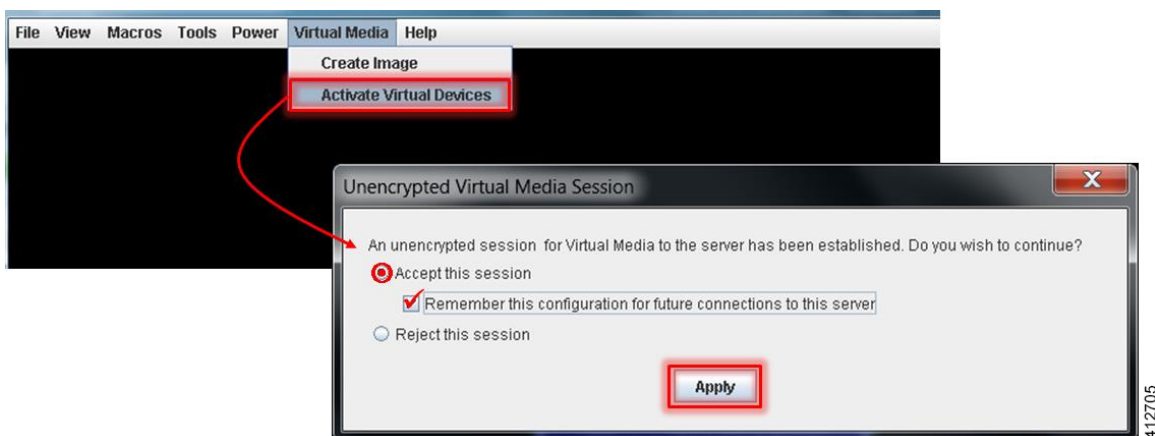 File View Macros Tools Power Virtual Media Help
Create Image
Activate Virtual Devices
Unencrypted Virtual Media Session
X
An unencrypted session for Virtual Media to the server has been established. Do you wish to continue?
Accept this session
Remember this configuration for future connections to this server
Reject this session
Apply
412705